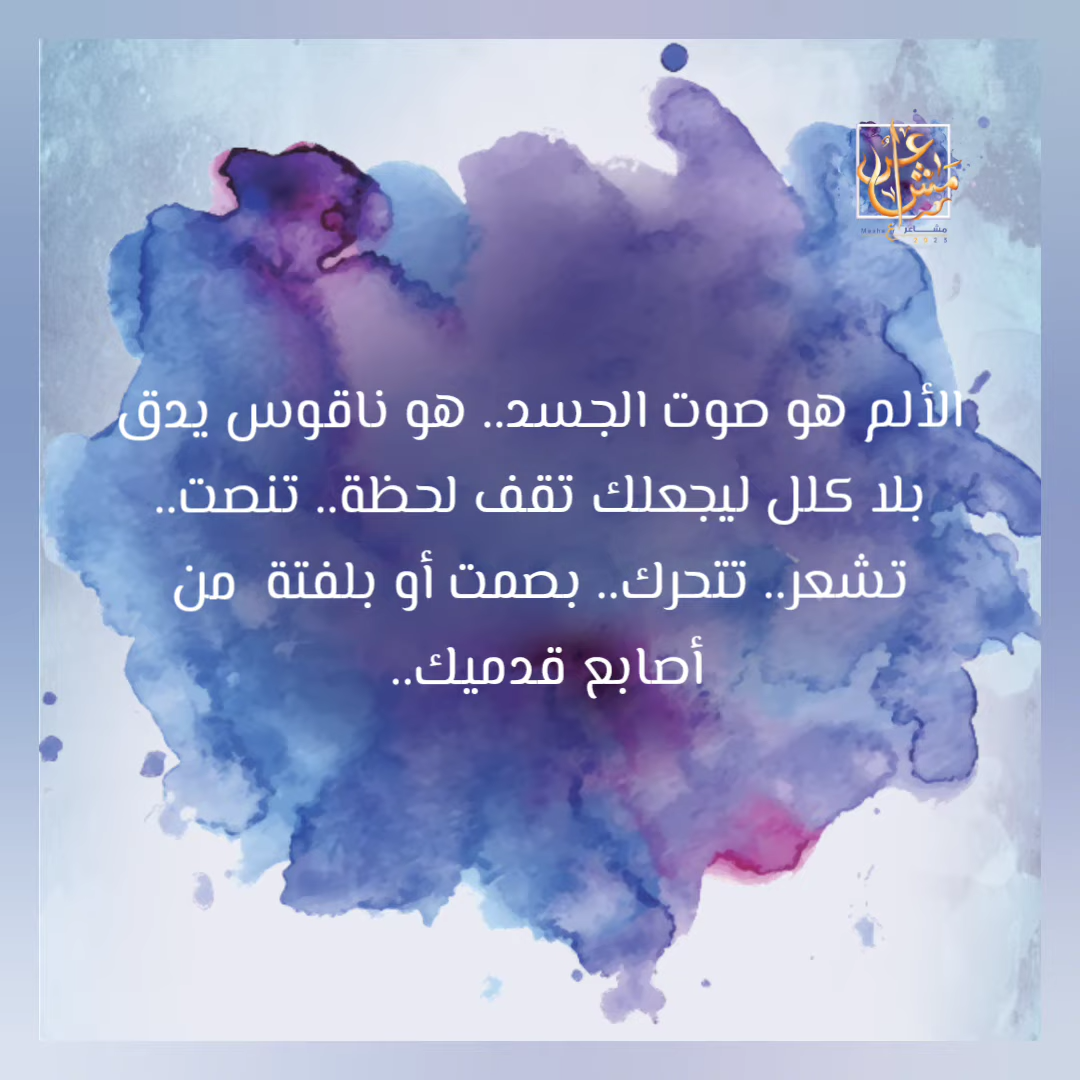 مشاعر
مشاعر
الألم هو صوت الجسد.. هو ناقوس يدق
بلا كلل ليجعلك تقف لحظة.. تنصت..
تشعر.. تتحرك.. بصمت أو بلفتة من
أصابع قدميك..